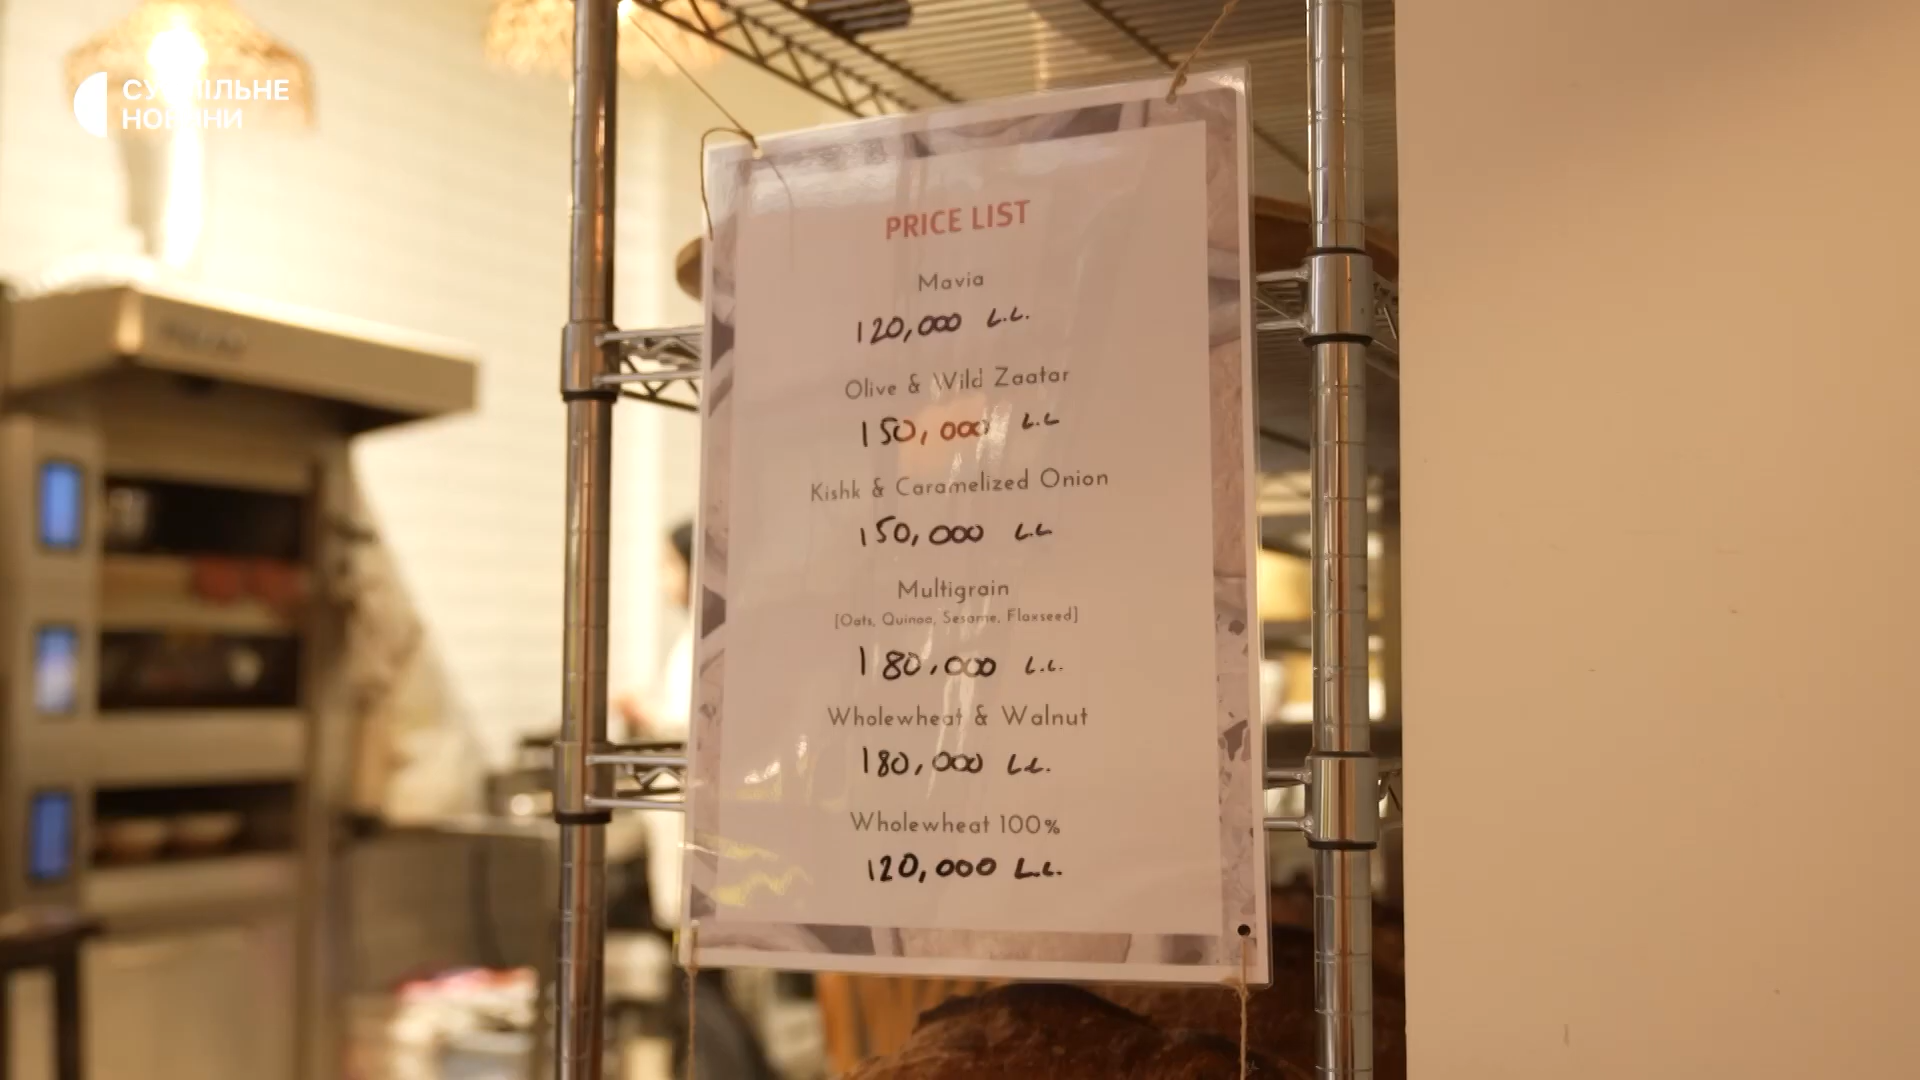 СУСПІЛЬНЕ
НОВИНИ
PRICE LIST
Mavia
120,000 L.L.
Olive & Wild Zaatar
150,000 L.L
Kishk & Caramelized Onion
150,000 L.L
Multigrain
[Oats, Quinoa, Sesame, Flaxseed]
180,000 L.L.
Wholewheat & Walnut
180,000 L.L.
Wholewheat 100%
120,000 L.L.